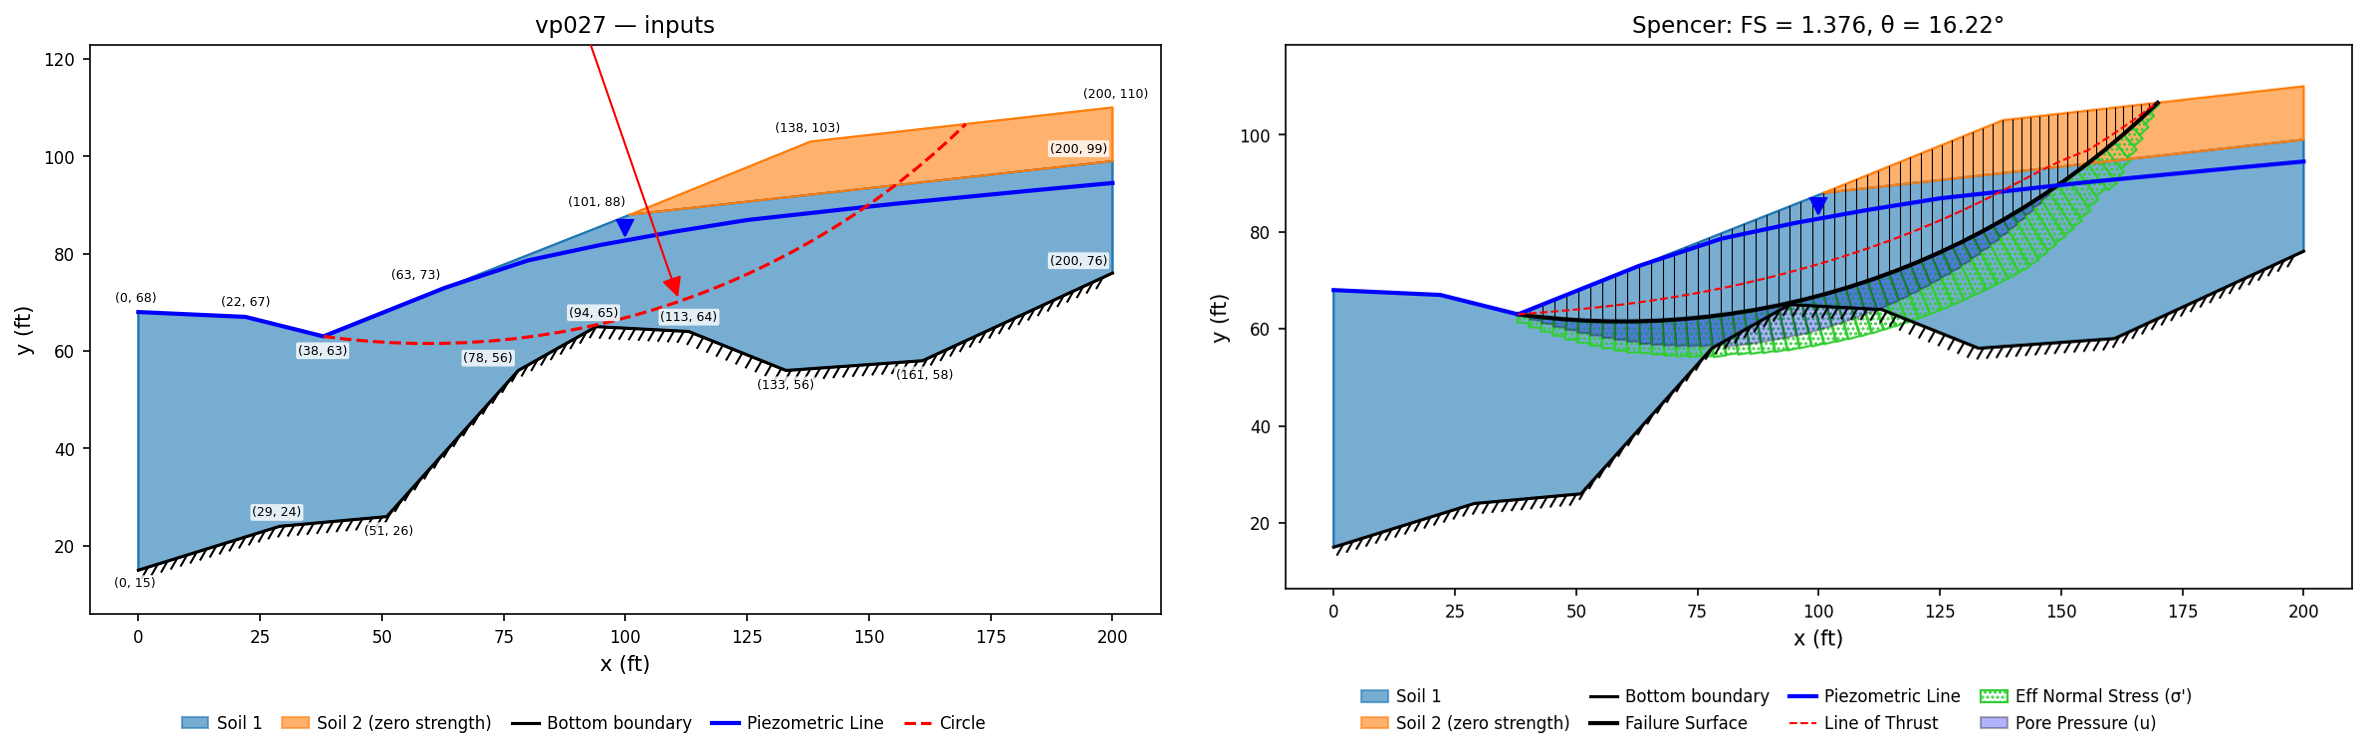 vp027 — inputs
120
100
80
60
40
20
y (ft)
(200, 110)
(138, 103)
(200, 99)
(101, 88)
(63, 73)
(200, 76)
(0, 68)
(22, 67)
(94, 65)
(113, 64)
(38, 63)
(78, 56)
(133, 56)
(161, 58)
(29, 24)
(51, 26)
(0, 15)
0 25 50 75 100 125 150 175 200
x (ft)
Soil 1 Soil 2 (zero strength) Bottom boundary Piezometric Line Circle
Spencer: FS = 1.376, θ = 16.22°
100
80
60
40
20
y (ft)
0 25 50 75 100 125 150 175 200
x (ft)
Soil 1 Bottom boundary Piezometric Line Eff Normal Stress (σ')
Soil 2 (zero strength) Failure Surface Line of Thrust Pore Pressure (u)